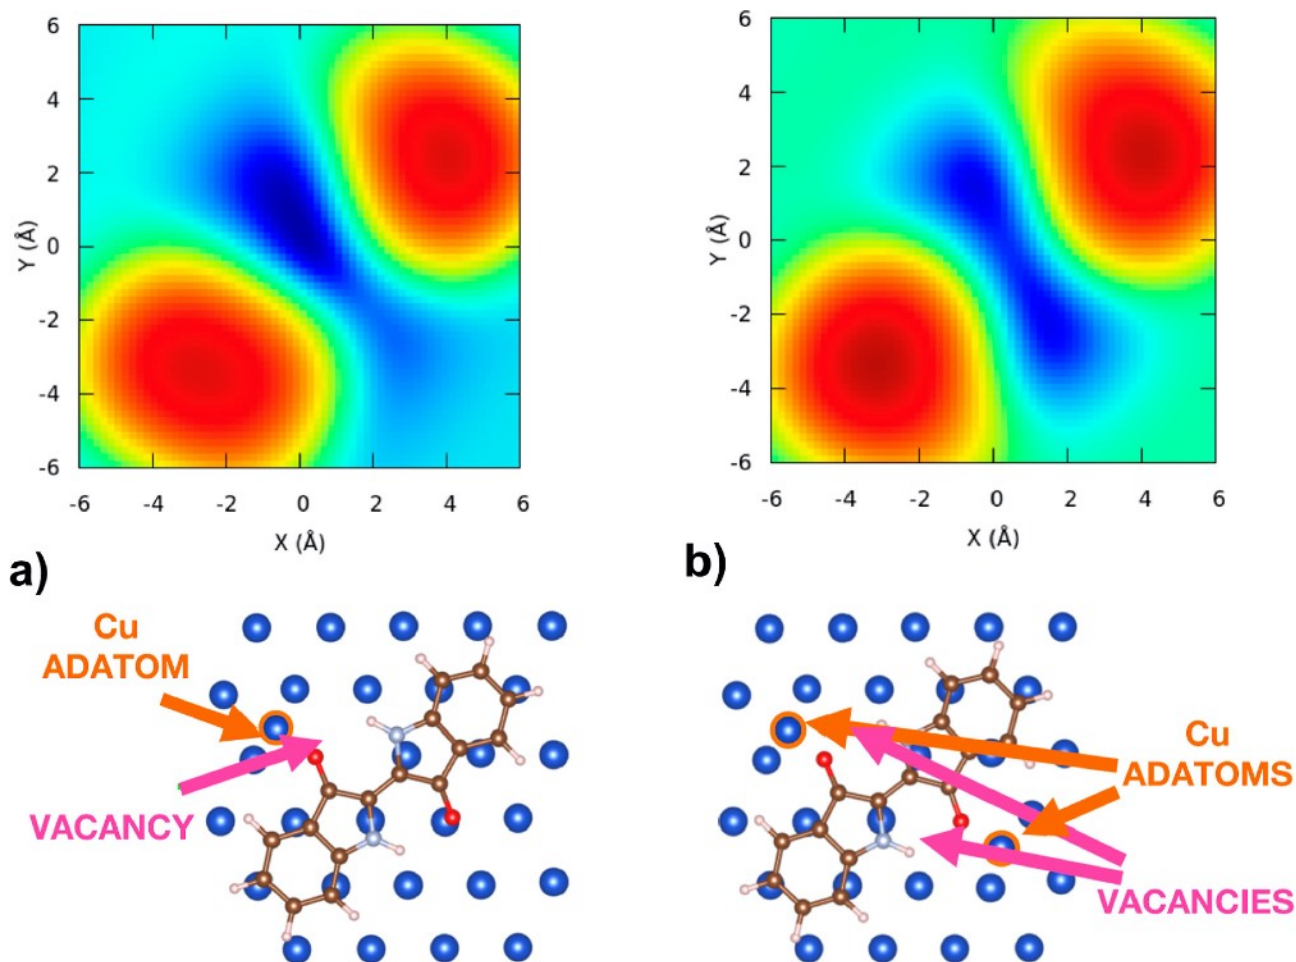 6
4
2
0
-2
-4
-6
Y (Å)
-6 -4 -2 0 2 4 6
X (Å)
6
4
2
0
-2
-4
-6
Y (Å)
-6 -4 -2 0 2 4 6
X (Å)
a)
b)
Cu
ADATOM
VACANCY
Cu
ADATOMS
VACANCIES